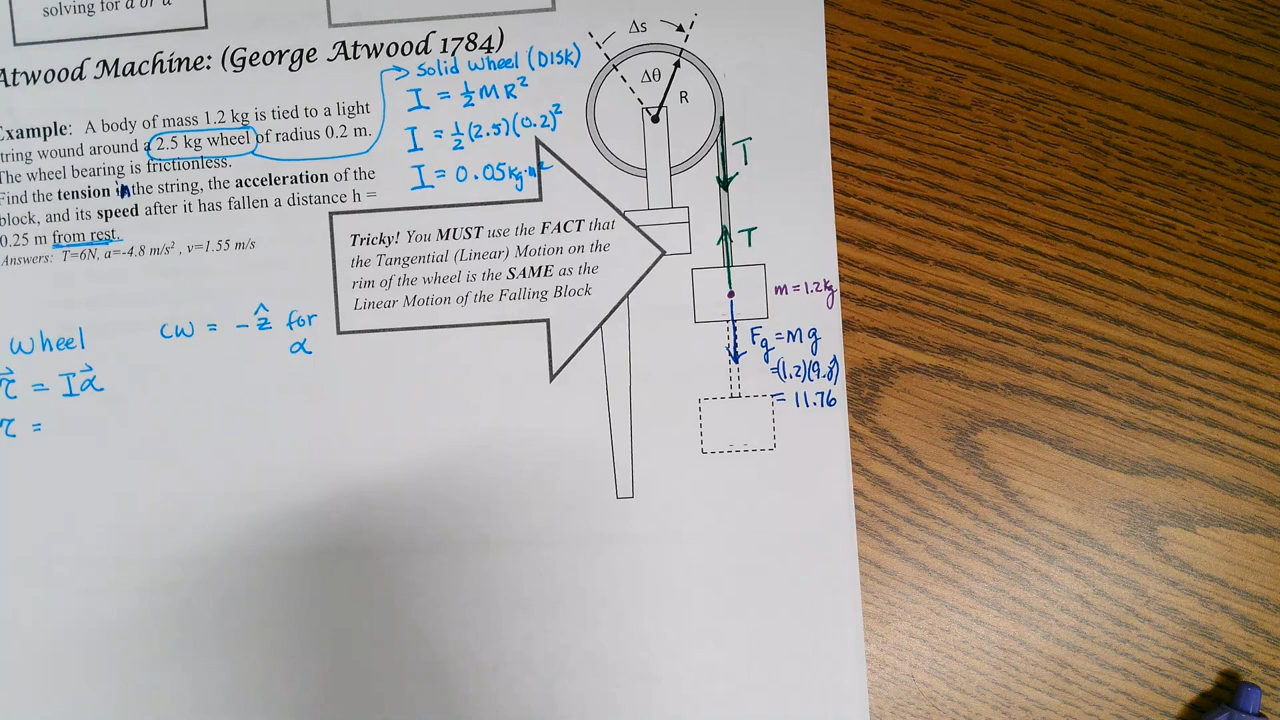 solving for a or α
Atwood Machine: (George Atwood 1784)
Example: A body of mass 1.2 kg is tied to a light
string wound around a 2.5 kg wheel of radius 0.2 m.
The wheel bearing is frictionless.
Find the tension in the string, the acceleration of the
block, and its speed after it has fallen a distance h =
0.25 m from rest.
Answers: T=6N, a=-4.8 m/s², v=1.55 m/s
Solid Wheel (DISK)
I = ½MR²
I = ½(2.5)(0.2)²
I = 0.05 kg·m²
Tricky! You MUST use the FACT that
the Tangential (Linear) Motion on the
rim of the wheel is the SAME as the
Linear Motion of the Falling Block
Δs
Δθ
R
T
T
m = 1.2 kg
Fg = mg
=(1.2)(9.8)
= 11.76
Wheel
CW = -ẑ for
α
τ⃗ = Iα⃗
τ =